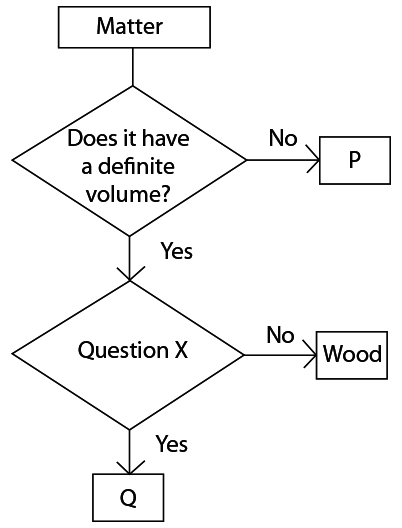 Matter
Does it have
a definite
volume?
No
P
Yes
Question X
No
Wood
Yes
Q